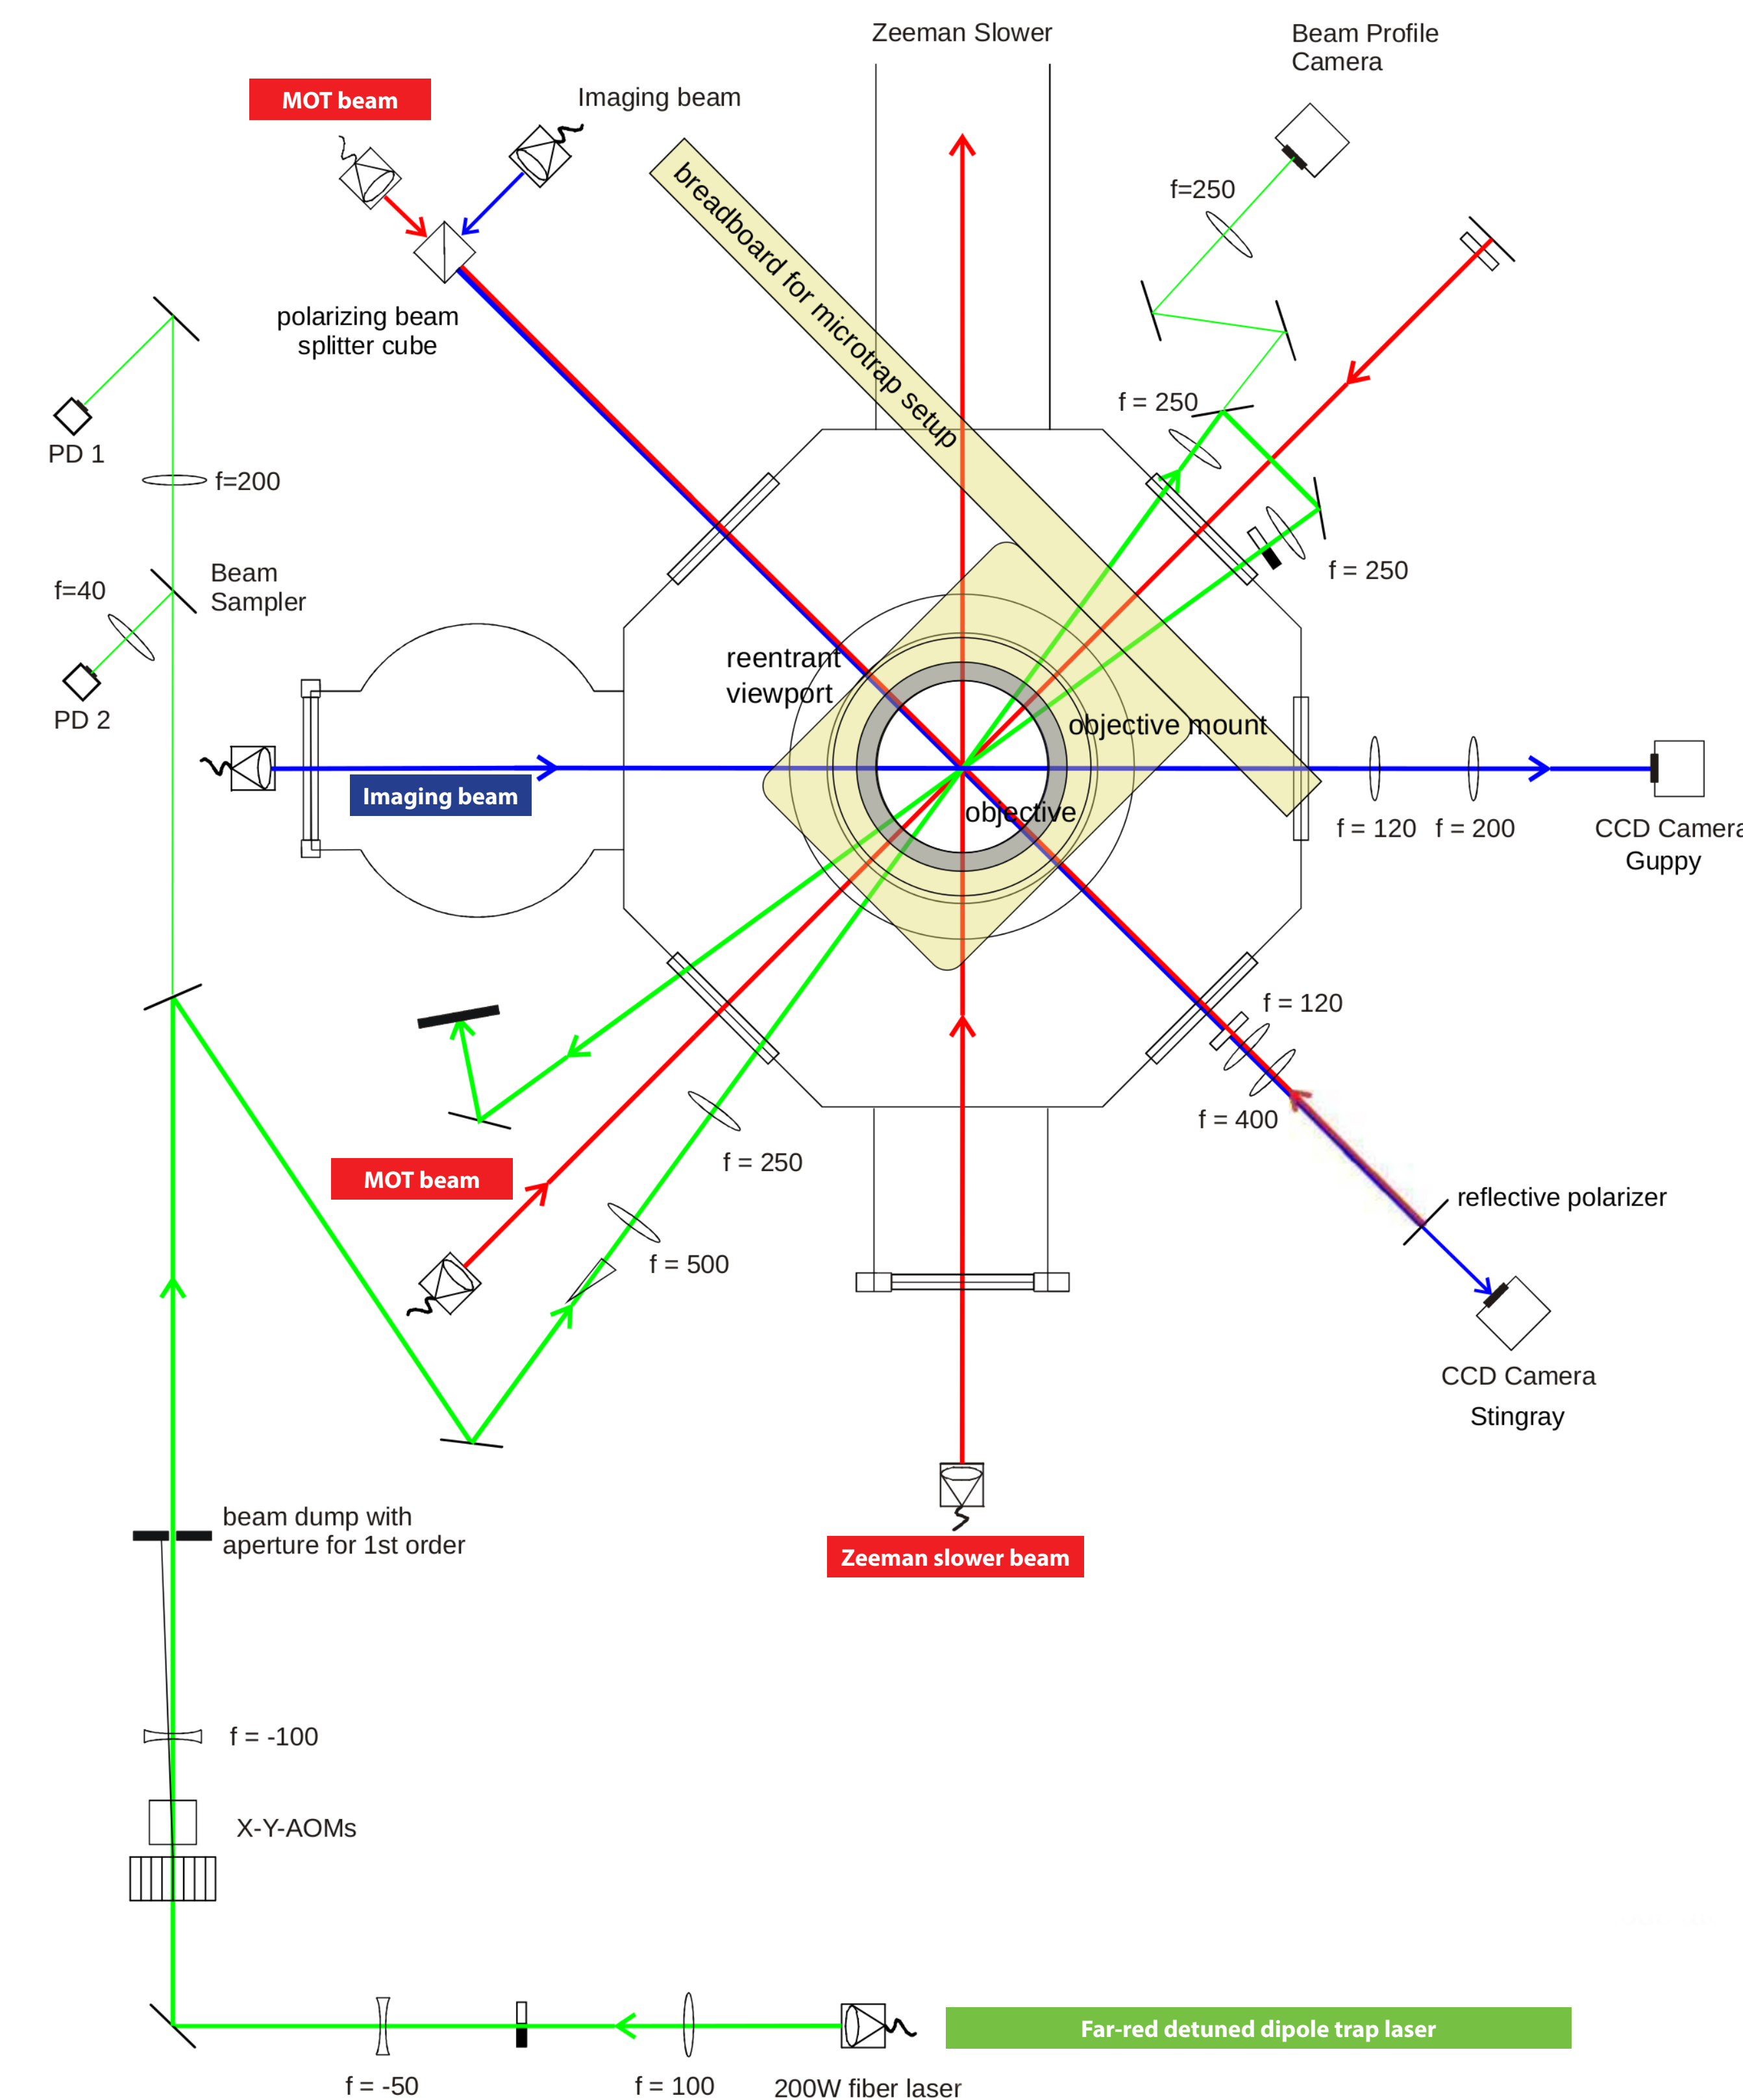 Zeeman Slower
Beam Profile
Camera
MOT beam
Imaging beam
f=250
breadboard for microtrap setup
polarizing beam
splitter cube
f = 250
PD 1
f=200
f = 250
Beam
Sampler
f=40
reentrant
viewport
PD 2
objective mount
Imaging beam
objective
f = 120
f = 200
CCD Camera
Guppy
f = 120
f = 400
f = 250
MOT beam
reflective polarizer
f = 500
CCD Camera
Stingray
beam dump with
aperture for 1st order
Zeeman slower beam
f = -100
X-Y-AOMs
Far-red detuned dipole trap laser
f = -50
f = 100
200W fiber laser